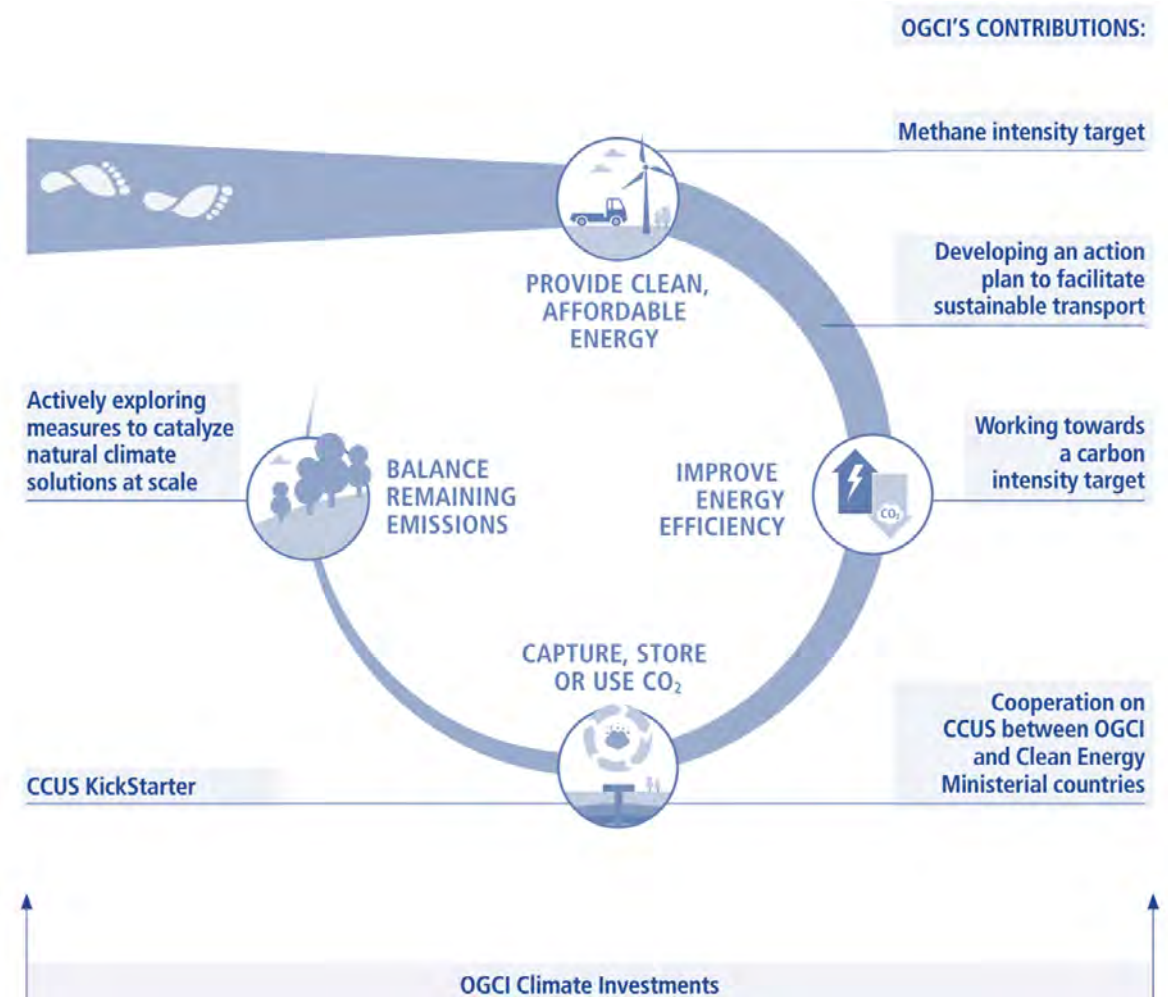 OGCI'S CONTRIBUTIONS:
Methane intensity target
PROVIDE CLEAN,
AFFORDABLE
ENERGY
Developing an action
plan to facilitate
sustainable transport
Actively exploring
measures to catalyze
natural climate
solutions at scale
BALANCE
REMAINING
EMISSIONS
IMPROVE
ENERGY
EFFICIENCY
CO₂
Working towards
a carbon
intensity target
CAPTURE, STORE
OR USE CO₂
CCUS KickStarter
Cooperation on
CCUS between OGCI
and Clean Energy
Ministerial countries
OGCI Climate Investments